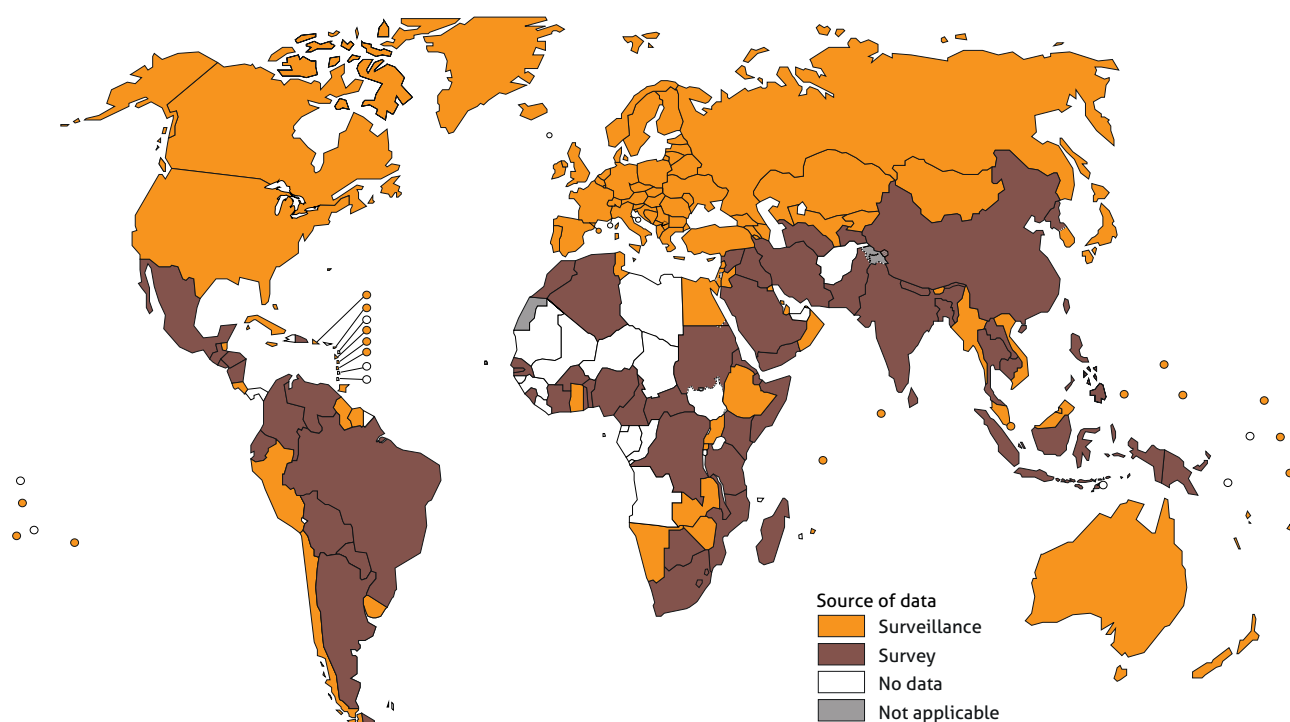 Source of data
Surveillance
Survey
No data
Not applicable